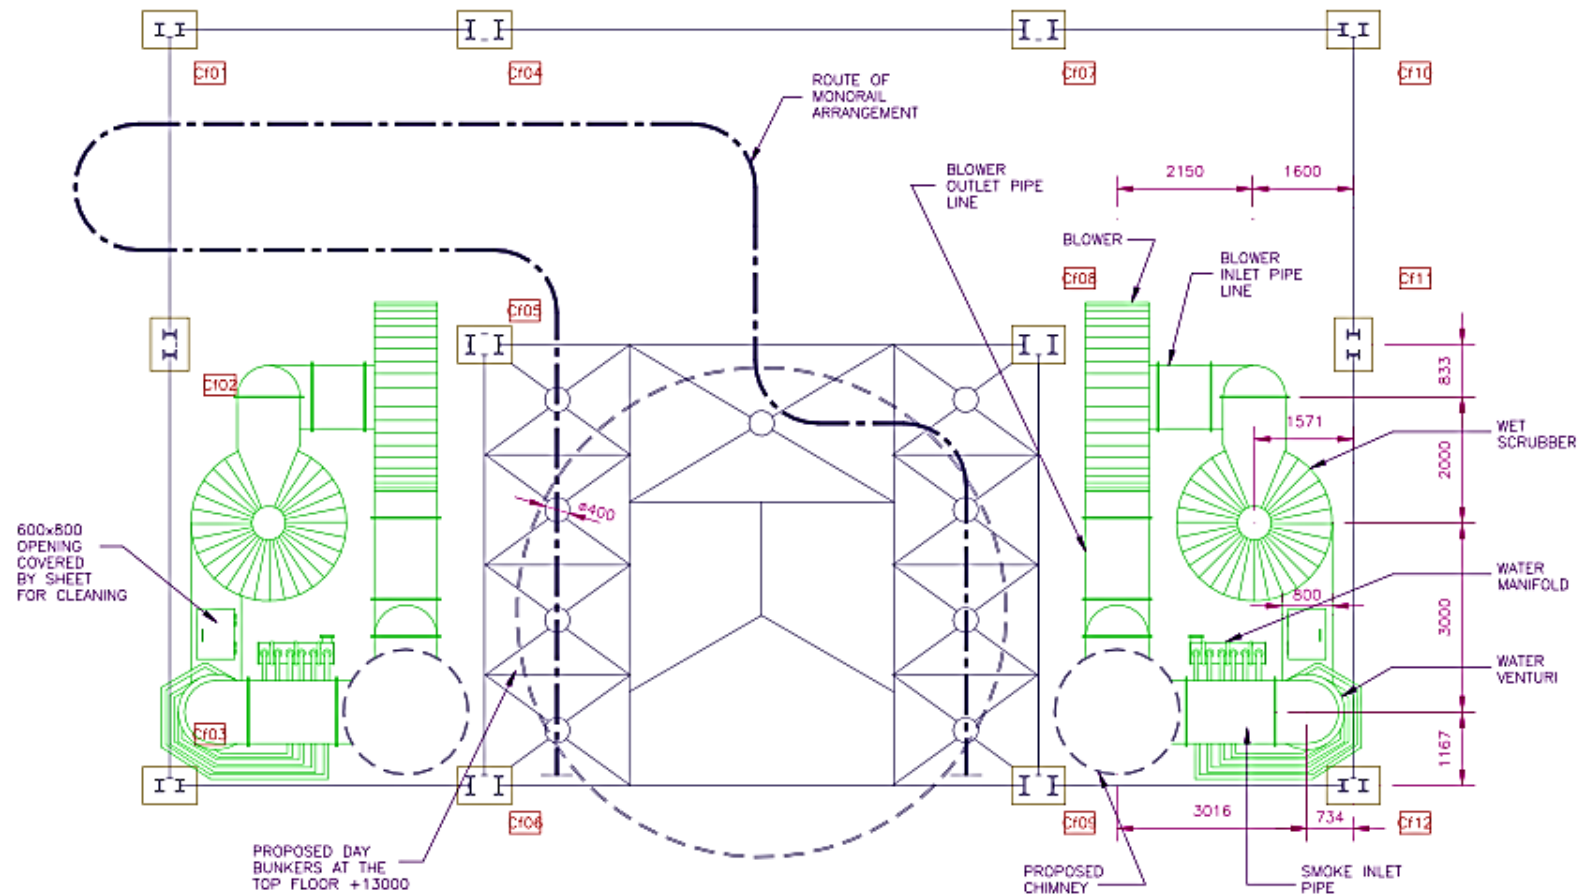 Cf01
Cf04
Cf07
Cf10
ROUTE OF
MONORAIL
ARRANGEMENT
BLOWER
OUTLET PIPE
LINE
2150
1600
BLOWER
BLOWER
INLET PIPE
LINE
Cf05
Cf08
Cf11
Cf02
833
1571
2000
WET
SCRUBBER
ø400
600x800
OPENING
COVERED
BY SHEET
FOR CLEANING
800
3000
WATER
MANIFOLD
WATER
VENTURI
Cf03
1167
Cf06
Cf09
3016
734
Cf12
PROPOSED DAY
BUNKERS AT THE
TOP FLOOR +13000
PROPOSED
CHIMNEY
SMOKE INLET
PIPE